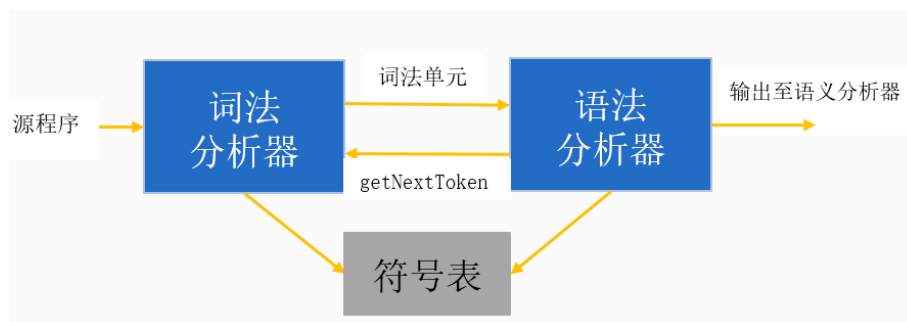 源程序
词法
分析器
词法单元
getNextToken
语法
分析器
输出至语义分析器
符号表